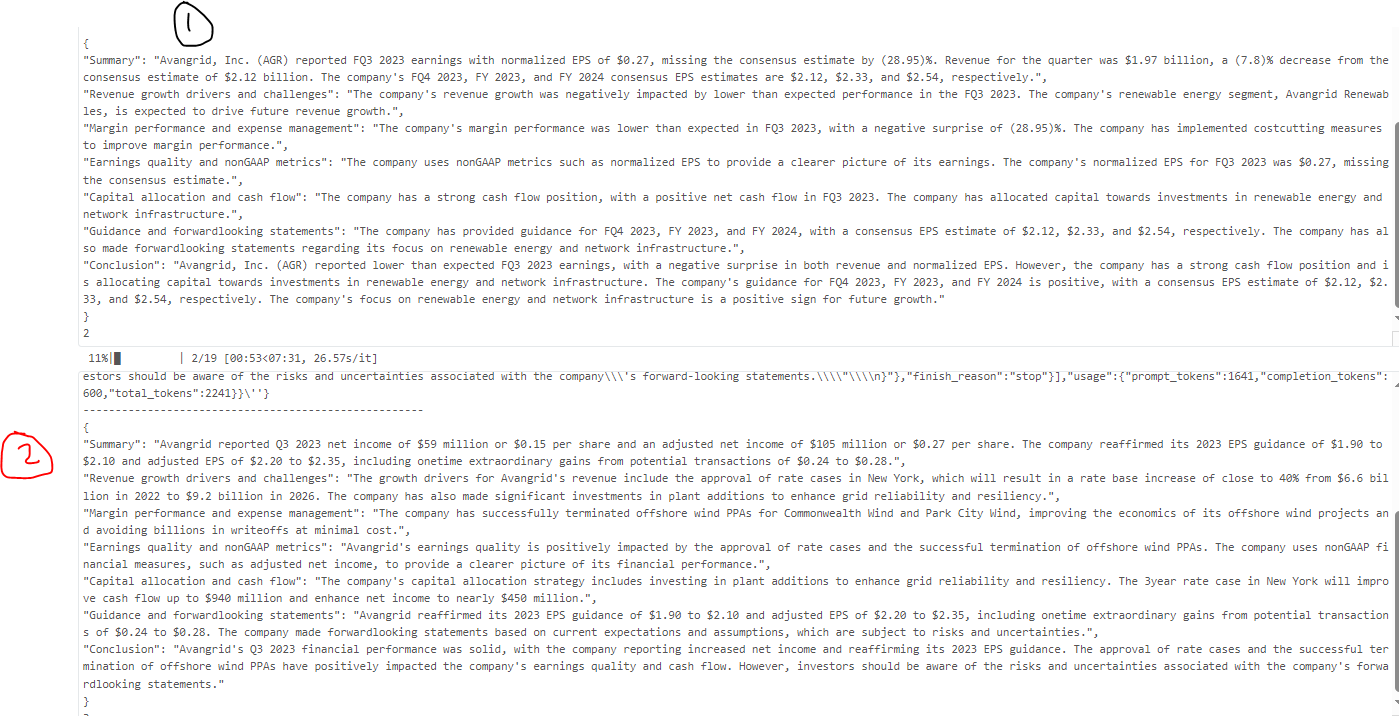 1
{
"Summary": "Avangrid, Inc. (AGR) reported FQ3 2023 earnings with normalized EPS of $0.27, missing the consensus estimate by (28.95)%. Revenue for the quarter was $1.97 billion, a (7.8)% decrease from the
consensus estimate of $2.12 billion. The company's FQ4 2023, FY 2023, and FY 2024 consensus EPS estimates are $2.12, $2.33, and $2.54, respectively.",
"Revenue growth drivers and challenges": "The company's revenue growth was negatively impacted by lower than expected performance in the FQ3 2023. The company's renewable energy segment, Avangrid Renewab
les, is expected to drive future revenue growth.",
"Margin performance and expense management": "The company's margin performance was lower than expected in FQ3 2023, with a negative surprise of (28.95)%. The company has implemented costcutting measures
to improve margin performance.",
"Earnings quality and nonGAAP metrics": "The company uses nonGAAP metrics such as normalized EPS to provide a clearer picture of its earnings. The company's normalized EPS for FQ3 2023 was $0.27, missing
the consensus estimate.",
"Capital allocation and cash flow": "The company has a strong cash flow position, with a positive net cash flow in FQ3 2023. The company has allocated capital towards investments in renewable energy and
network infrastructure.",
"Guidance and forwardlooking statements": "The company has provided guidance for FQ4 2023, FY 2023, and FY 2024, with a consensus EPS estimate of $2.12, $2.33, and $2.54, respectively. The company has al
so made forwardlooking statements regarding its focus on renewable energy and network infrastructure.",
"Conclusion": "Avangrid, Inc. (AGR) reported lower than expected FQ3 2023 earnings, with a negative surprise in both revenue and normalized EPS. However, the company has a strong cash flow position and i
s allocating capital towards investments in renewable energy and network infrastructure. The company's guidance for FQ4 2023, FY 2023, and FY 2024 is positive, with a consensus EPS estimate of $2.12, $2.
33, and $2.54, respectively. The company's focus on renewable energy and network infrastructure is a positive sign for future growth."
}
2
11%| | 2/19 [00:53<07:31, 26.57s/it]
estors should be aware of the risks and uncertainties associated with the company\\\'s forward-looking statements.\\\\"\\\\n}"},"finish_reason":"stop"}],"usage":{"prompt_tokens":1641,"completion_tokens":
600,"total_tokens":2241}}\''}
----------------------------------------------------
2
{
"Summary": "Avangrid reported Q3 2023 net income of $59 million or $0.15 per share and an adjusted net income of $105 million or $0.27 per share. The company reaffirmed its 2023 EPS guidance of $1.90 to
$2.10 and adjusted EPS of $2.20 to $2.35, including onetime extraordinary gains from potential transactions of $0.24 to $0.28.",
"Revenue growth drivers and challenges": "The growth drivers for Avangrid's revenue include the approval of rate cases in New York, which will result in a rate base increase of close to 40% from $6.6 bil
lion in 2022 to $9.2 billion in 2026. The company has also made significant investments in plant additions to enhance grid reliability and resiliency.",
"Margin performance and expense management": "The company has successfully terminated offshore wind PPAs for Commonwealth Wind and Park City Wind, improving the economics of its offshore wind projects an
d avoiding billions in writeoffs at minimal cost.",
"Earnings quality and nonGAAP metrics": "Avangrid's earnings quality is positively impacted by the approval of rate cases and the successful termination of offshore wind PPAs. The company uses nonGAAP fi
nancial measures, such as adjusted net income, to provide a clearer picture of its financial performance.",
"Capital allocation and cash flow": "The company's capital allocation strategy includes investing in plant additions to enhance grid reliability and resiliency. The 3year rate case in New York will impro
ve cash flow up to $940 million and enhance net income to nearly $450 million.",
"Guidance and forwardlooking statements": "Avangrid reaffirmed its 2023 EPS guidance of $1.90 to $2.10 and adjusted EPS of $2.20 to $2.35, including onetime extraordinary gains from potential transaction
s of $0.24 to $0.28. The company made forwardlooking statements based on current expectations and assumptions, which are subject to risks and uncertainties.",
"Conclusion": "Avangrid's Q3 2023 financial performance was solid, with the company reporting increased net income and reaffirming its 2023 EPS guidance. The approval of rate cases and the successful ter
mination of offshore wind PPAs have positively impacted the company's earnings quality and cash flow. However, investors should be aware of the risks and uncertainties associated with the company's forwa
rdlooking statements."
}